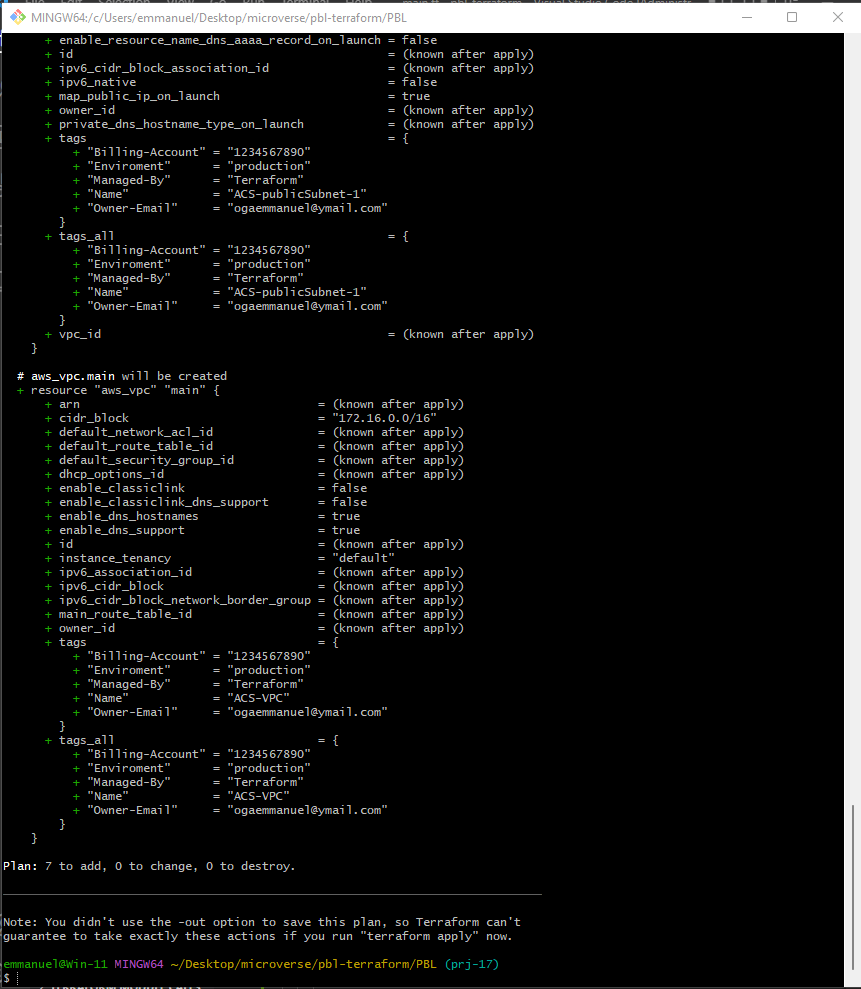 MINGW64:/c/Users/emmanuel/Desktop/microverse/pbl-terraform/PBL
+ enable_resource_name_dns_aaaa_record_on_launch = false
+ id = (known after apply)
+ ipv6_cidr_block_association_id = (known after apply)
+ ipv6_native = false
+ map_public_ip_on_launch = true
+ owner_id = (known after apply)
+ private_dns_hostname_type_on_launch = (known after apply)
+ tags = {
+ "Billing-Account" = "1234567890"
+ "Enviroment" = "production"
+ "Managed-By" = "Terraform"
+ "Name" = "ACS-publicSubnet-1"
+ "Owner-Email" = "ogaemmanuel@ymail.com"
}
+ tags_all = {
+ "Billing-Account" = "1234567890"
+ "Enviroment" = "production"
+ "Managed-By" = "Terraform"
+ "Name" = "ACS-publicSubnet-1"
+ "Owner-Email" = "ogaemmanuel@ymail.com"
}
+ vpc_id = (known after apply)
}
# aws_vpc.main will be created
+ resource "aws_vpc" "main" {
+ arn = (known after apply)
+ cidr_block = "172.16.0.0/16"
+ default_network_acl_id = (known after apply)
+ default_route_table_id = (known after apply)
+ default_security_group_id = (known after apply)
+ dhcp_options_id = (known after apply)
+ enable_classiclink = false
+ enable_classiclink_dns_support = false
+ enable_dns_hostnames = true
+ enable_dns_support = true
+ id = (known after apply)
+ instance_tenancy = "default"
+ ipv6_association_id = (known after apply)
+ ipv6_cidr_block = (known after apply)
+ ipv6_cidr_block_network_border_group = (known after apply)
+ main_route_table_id = (known after apply)
+ owner_id = (known after apply)
+ tags = {
+ "Billing-Account" = "1234567890"
+ "Enviroment" = "production"
+ "Managed-By" = "Terraform"
+ "Name" = "ACS-VPC"
+ "Owner-Email" = "ogaemmanuel@ymail.com"
}
+ tags_all = {
+ "Billing-Account" = "1234567890"
+ "Enviroment" = "production"
+ "Managed-By" = "Terraform"
+ "Name" = "ACS-VPC"
+ "Owner-Email" = "ogaemmanuel@ymail.com"
}
}
Plan: 7 to add, 0 to change, 0 to destroy.
Note: You didn't use the -out option to save this plan, so Terraform can't
guarantee to take exactly these actions if you run "terraform apply" now.
emmanuel@Win-11 MINGW64 ~/Desktop/microverse/pbl-terraform/PBL (prj-17)
$